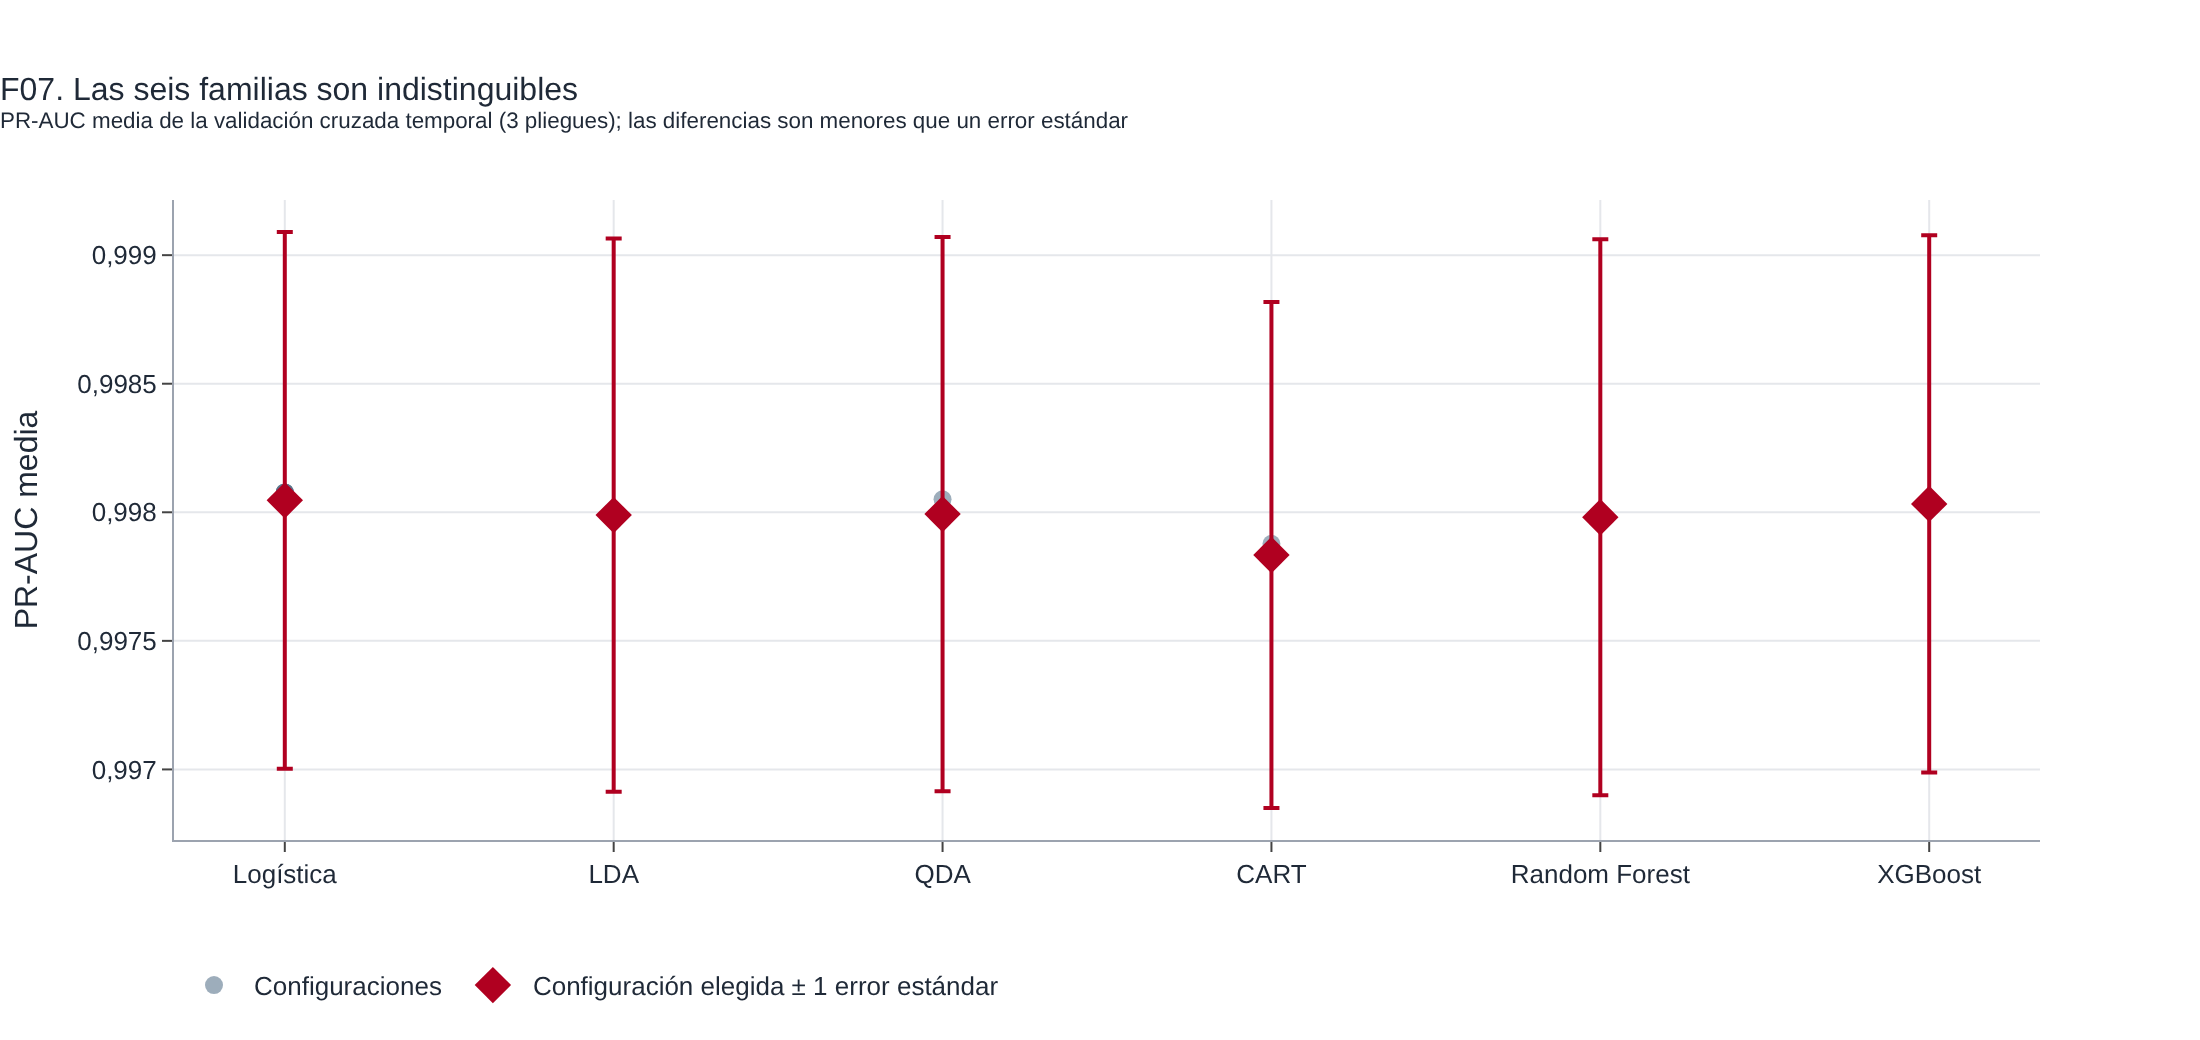 F07. Las seis familias son indistinguibles
PR-AUC media de la validación cruzada temporal (3 pliegues); las diferencias son menores que un error estándar
PR-AUC media
0,999
0,9985
0,998
0,9975
0,997
Logística
LDA
QDA
CART
Random Forest
XGBoost
Configuraciones
Configuración elegida ± 1 error estándar